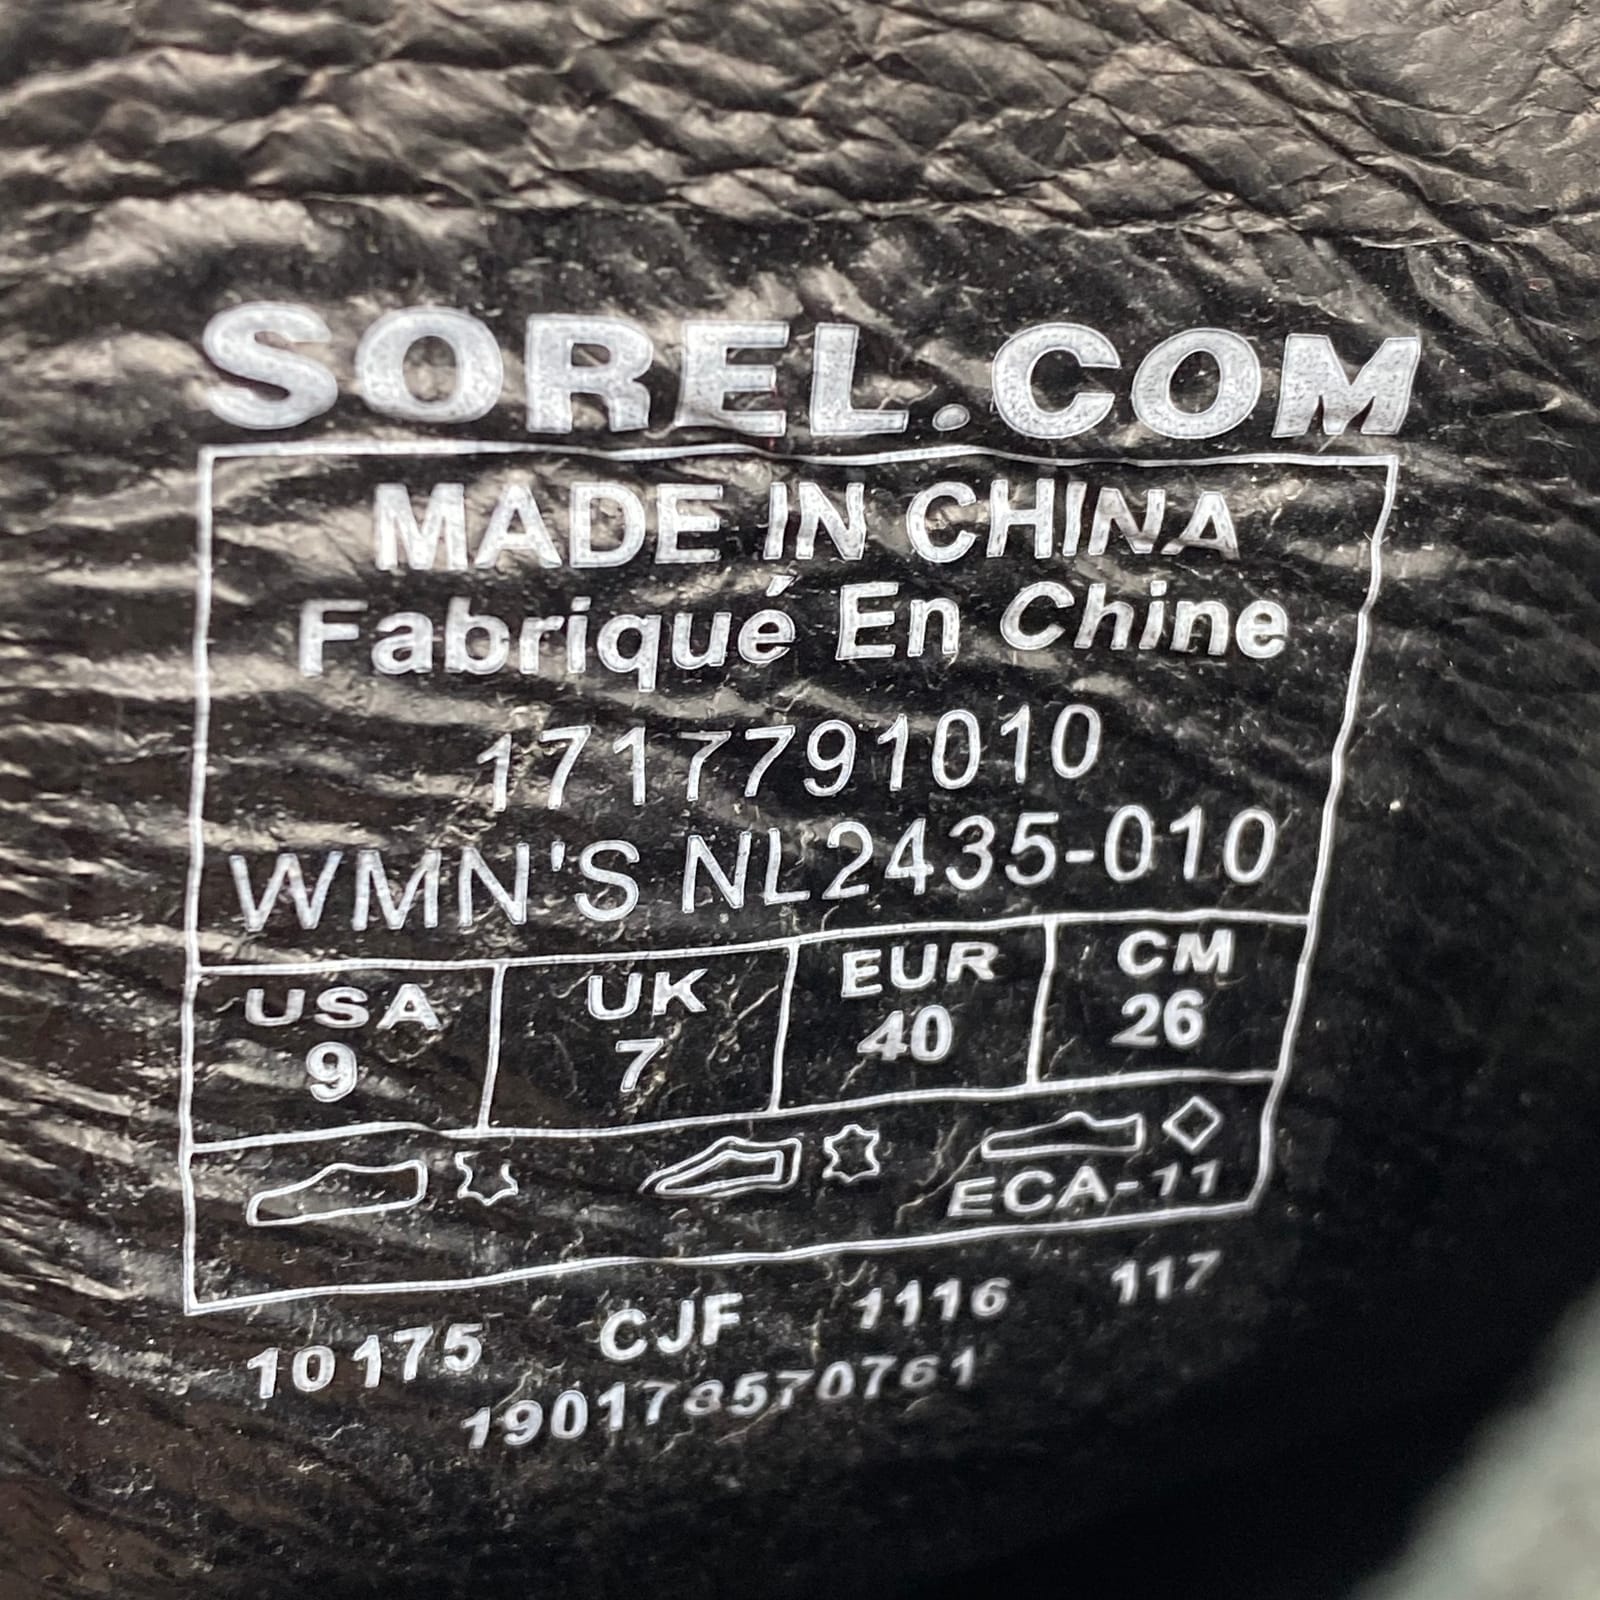 SOREL.COM
MADE IN CHINA
Fabriqué En Chine
1717791010
WMN'S NL2435-010
USA UK EUR CM
9 7 40 26
ECA-11
10175 CJF 1116 117
190178570761